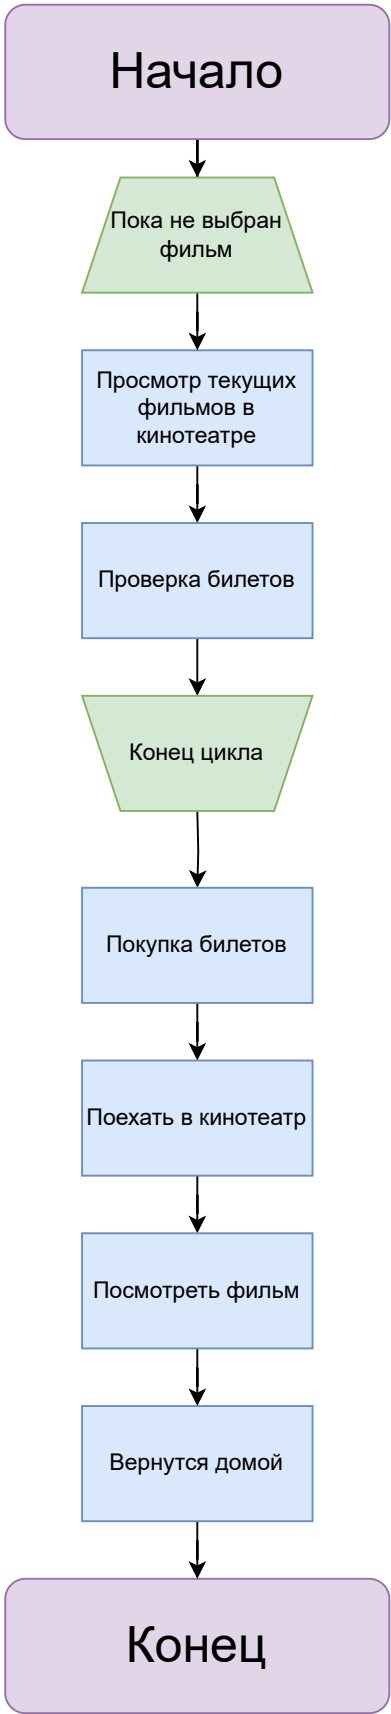 Начало
Пока не выбран
фильм
Просмотр текущих
фильмов в
кинотеатре
Проверка билетов
Конец цикла
Покупка билетов
Поехать в кинотеатр
Посмотреть фильм
Вернутся домой
Конец